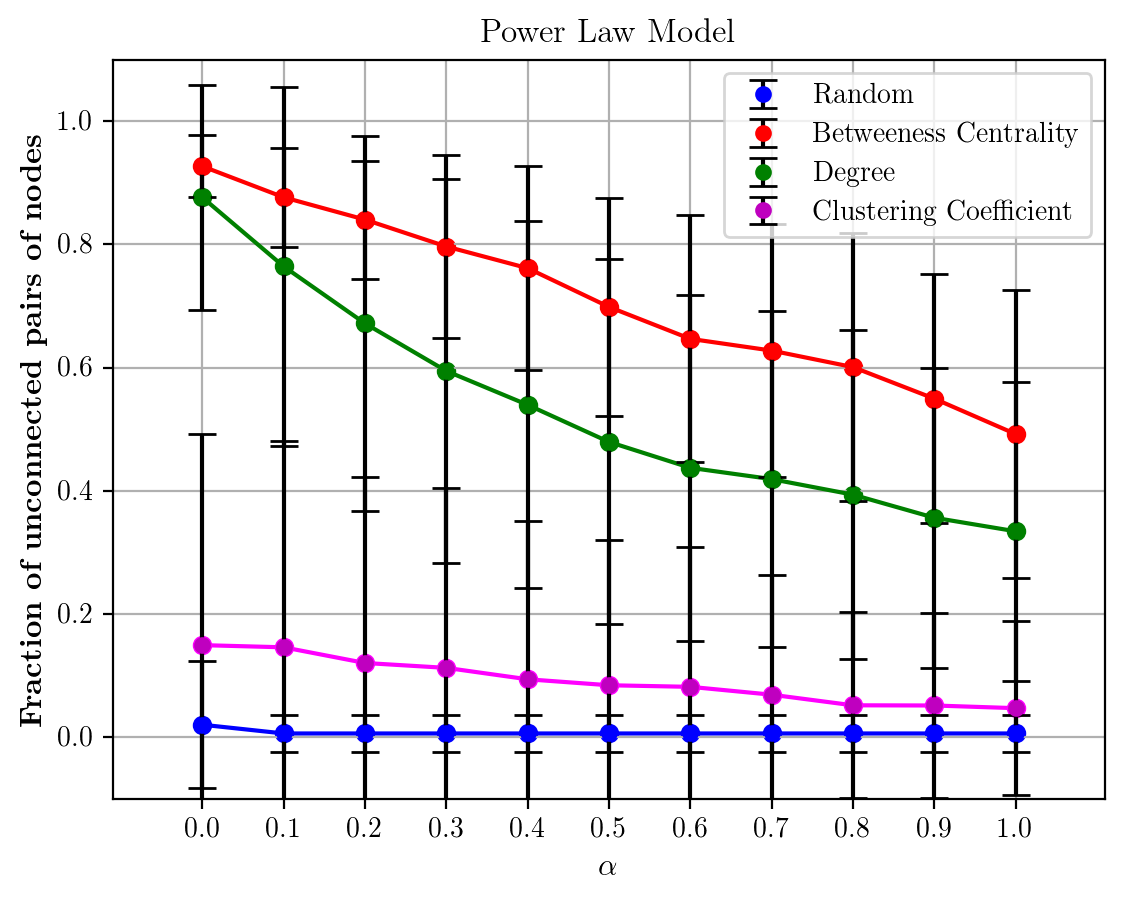 Power Law Model
Random
Betweeness Centrality
Degree
Clustering Coefficient
Fraction of unconnected pairs of nodes
1.0
0.8
0.6
0.4
0.2
0.0
0.0 0.1 0.2 0.3 0.4 0.5 0.6 0.7 0.8 0.9 1.0
α